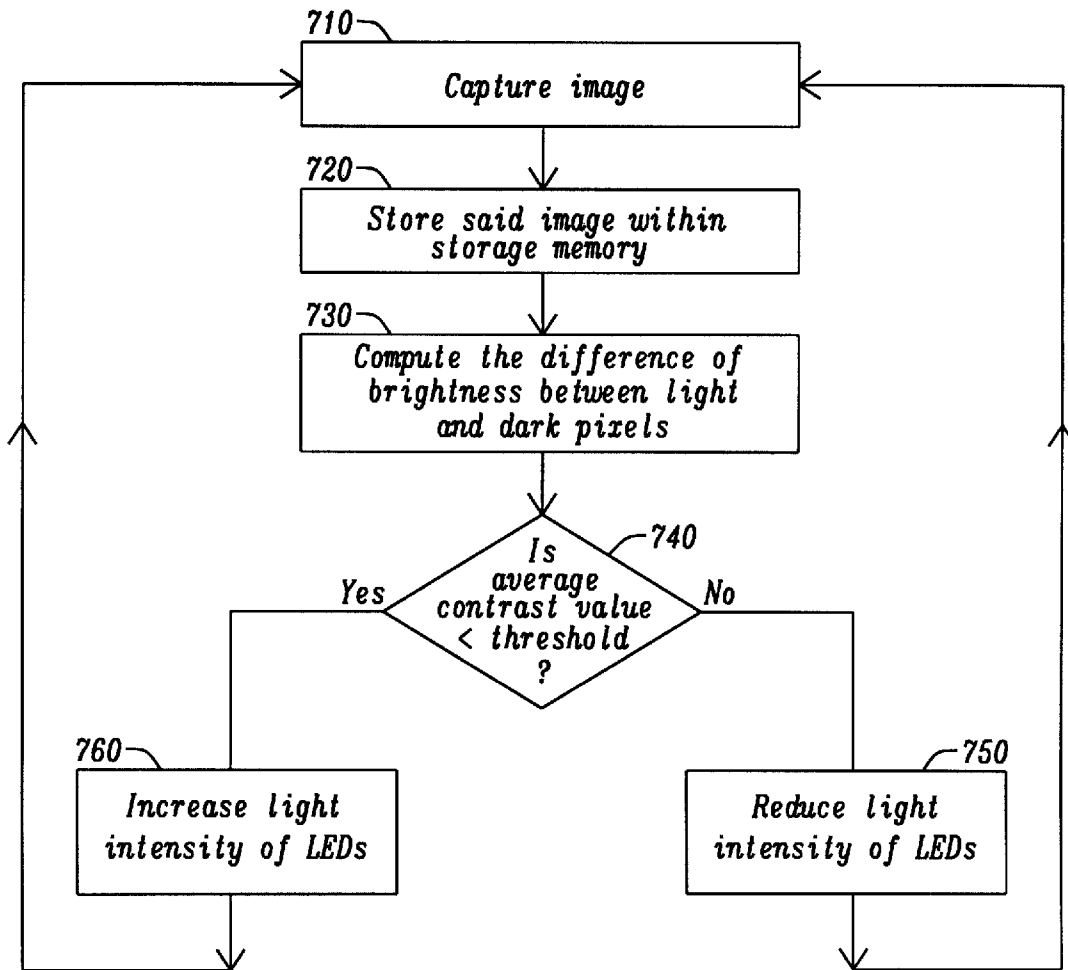 710
Capture image
720
Store said image within
storage memory
730
Compute the difference of
brightness between light
and dark pixels
740
Is
average
contrast value
< threshold
?
Yes
No
760
Increase light
intensity of LEDs
750
Reduce light
intensity of LEDs